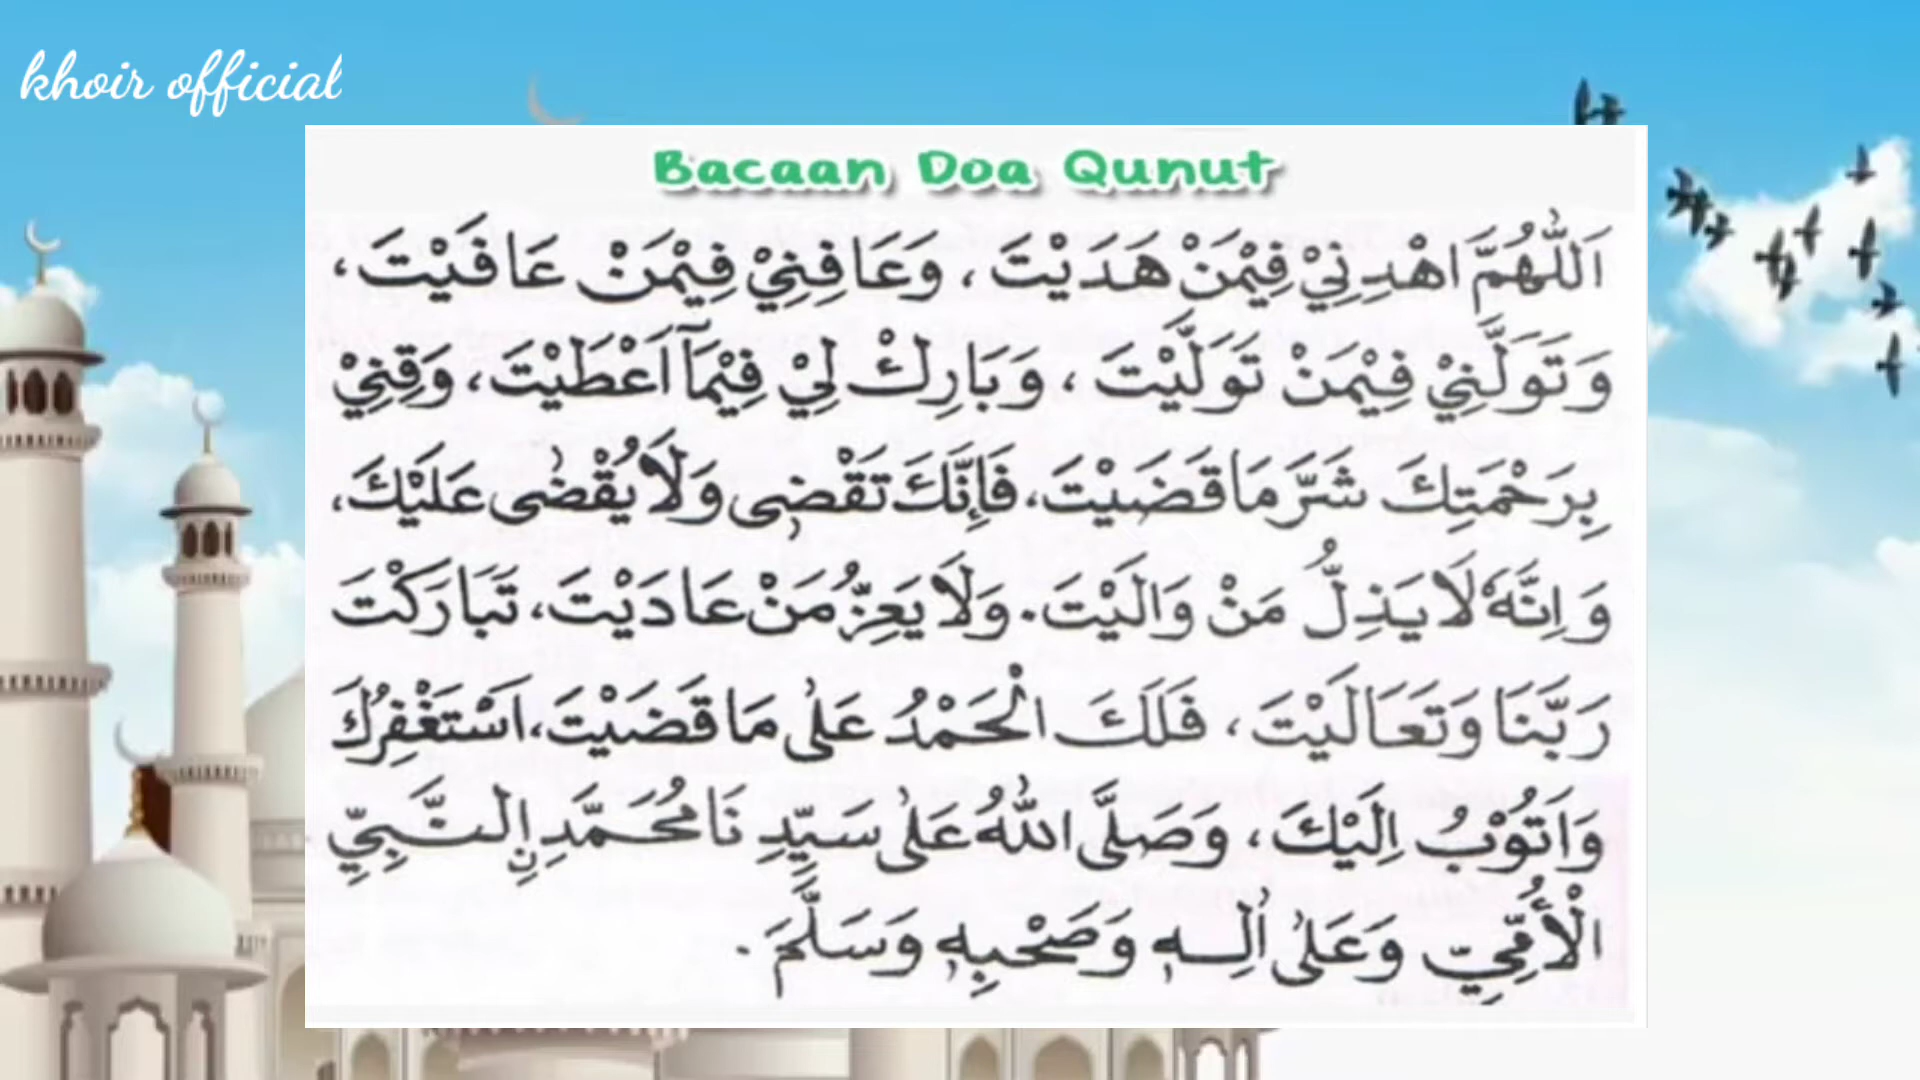 khoir official
Bacaan Doa Qunut
اَللّٰهُمَّ اهْدِنِيْ فِيْمَنْ هَدَيْتَ ، وَعَافِنِيْ فِيْمَنْ عَافَيْتَ ،
وَتَوَلَّنِيْ فِيْمَنْ تَوَلَّيْتَ ، وَبَارِكْ لِيْ فِيْمَآ اَعْطَيْتَ ، وَقِنِيْ
بِرَحْمَتِكَ شَرَّ مَا قَضَيْتَ ، فَاِنَّكَ تَقْضِى وَلَا يُقْضٰى عَلَيْكَ ،
وَاِنَّهٗ لَا يَذِلُّ مَنْ وَالَيْتَ . وَلَا يَعِزُّ مَنْ عَادَيْتَ ، تَبَارَكْتَ
رَبَّنَا وَتَعَالَيْتَ ، فَلَكَ الْحَمْدُ عَلٰى مَا قَضَيْتَ ، اَسْتَغْفِرُكَ
وَاَتُوْبُ اِلَيْكَ ، وَصَلَّى اللهُ عَلٰى سَيِّدِنَا مُحَمَّدِ نِالنَّبِيِّ
الْأُمِّيِّ وَعَلٰى اٰلِهٖ وَصَحْبِهٖ وَسَلَّمَ .